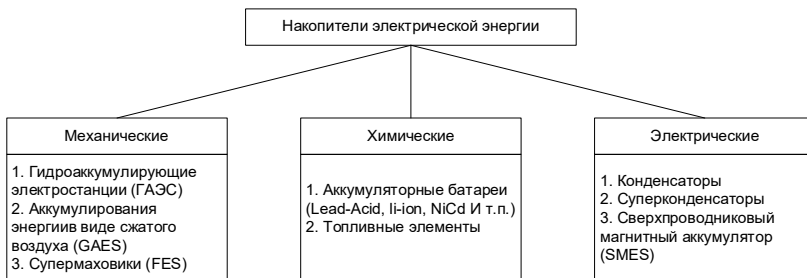 Накопители электрической энергии
Механические
1. Гидроаккумулирующие
электростанции (ГАЭС)
2. Аккумулирования
энергиив виде сжатого
воздуха (GAES)
3. Супермаховики (FES)
Химические
1. Аккумуляторные батареи
(Lead-Acid, li-ion, NiCd И т.п.)
2. Топливные элементы
Электрические
1. Конденсаторы
2. Суперконденсаторы
3. Сверхпроводниковый
магнитный аккумулятор
(SMES)